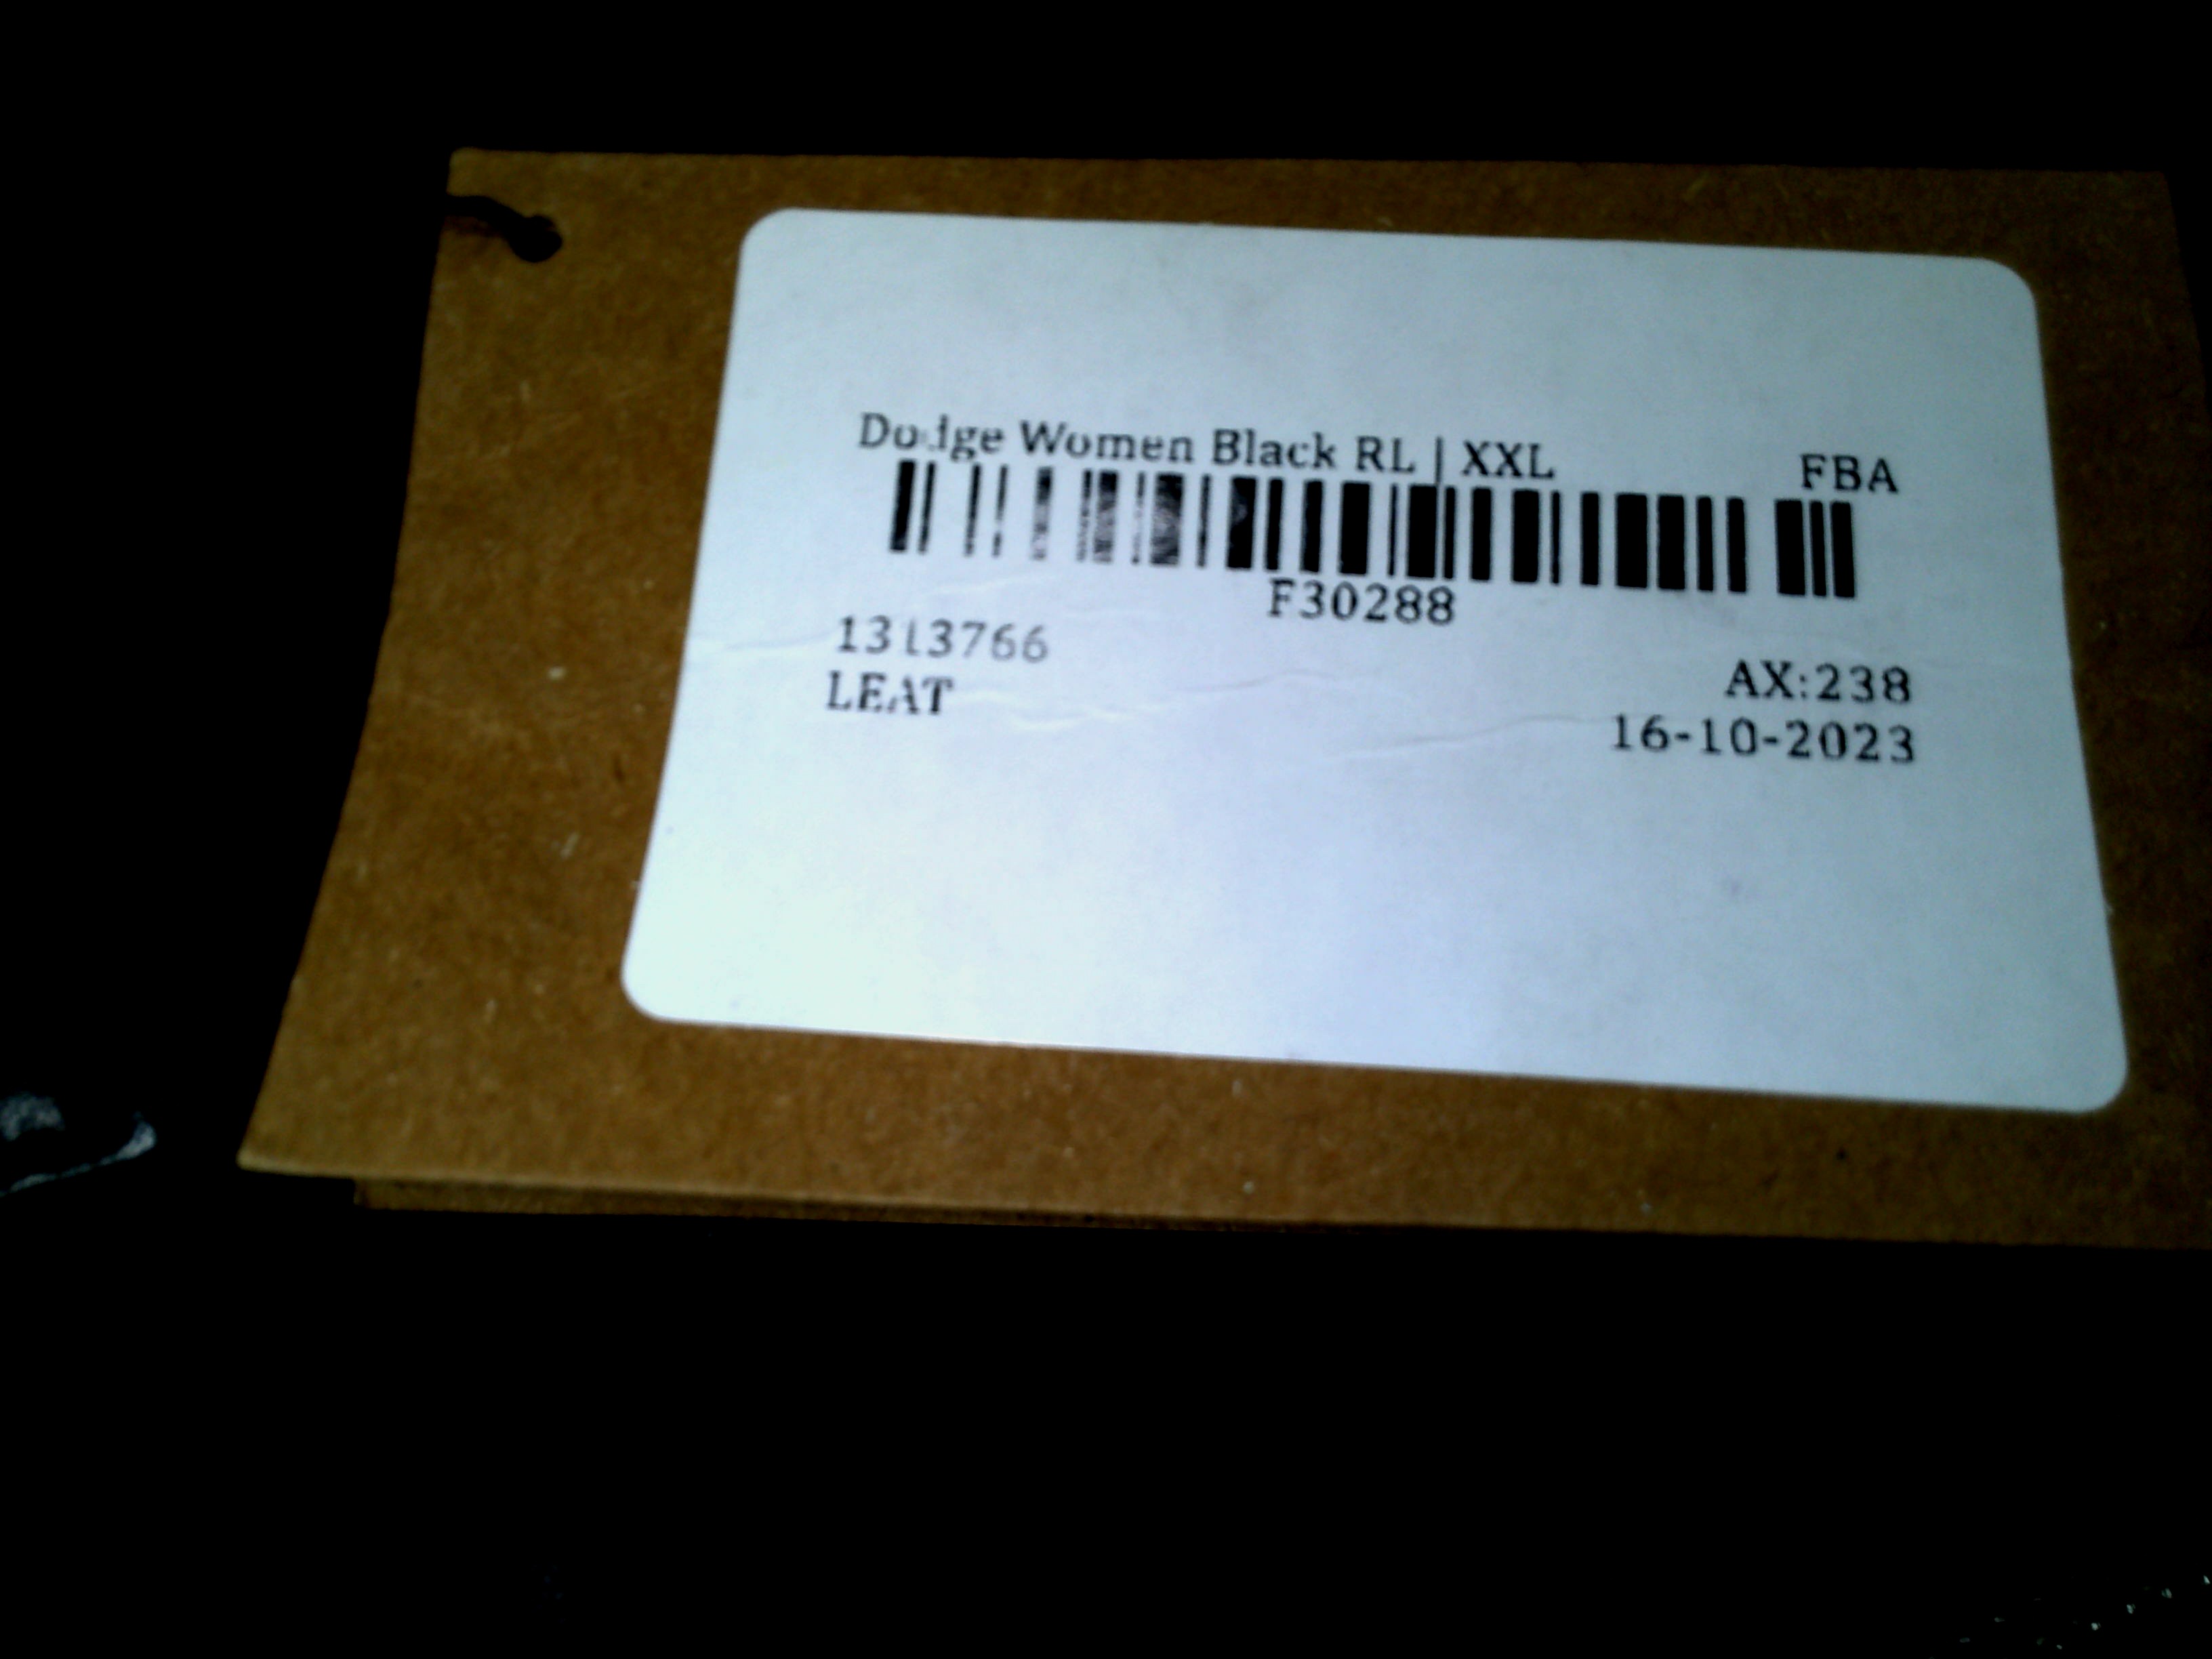 Dodge Women Black RL | XXL FBA
F30288
1313766
AX:238
LEAT
16-10-2023